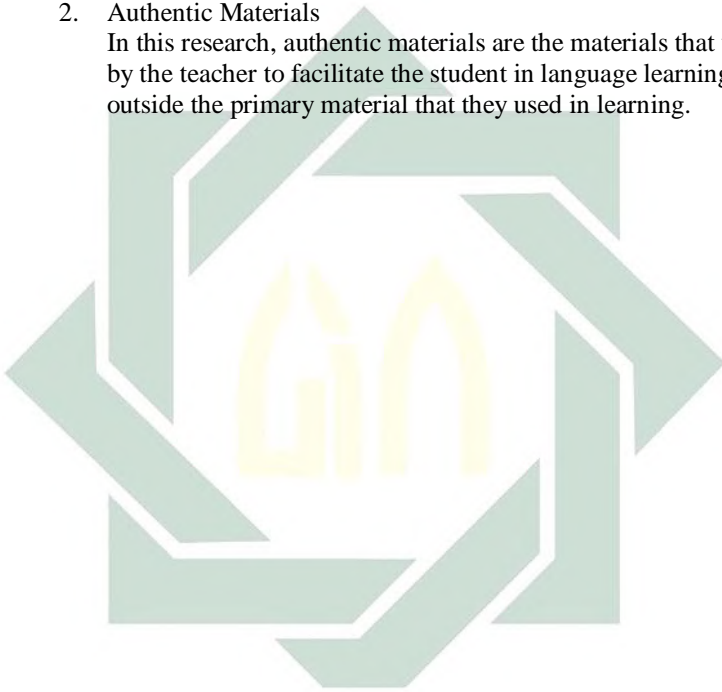 2. Authentic Materials
In this research, authentic materials are the materials that
by the teacher to facilitate the student in language learning
outside the primary material that they used in learning.